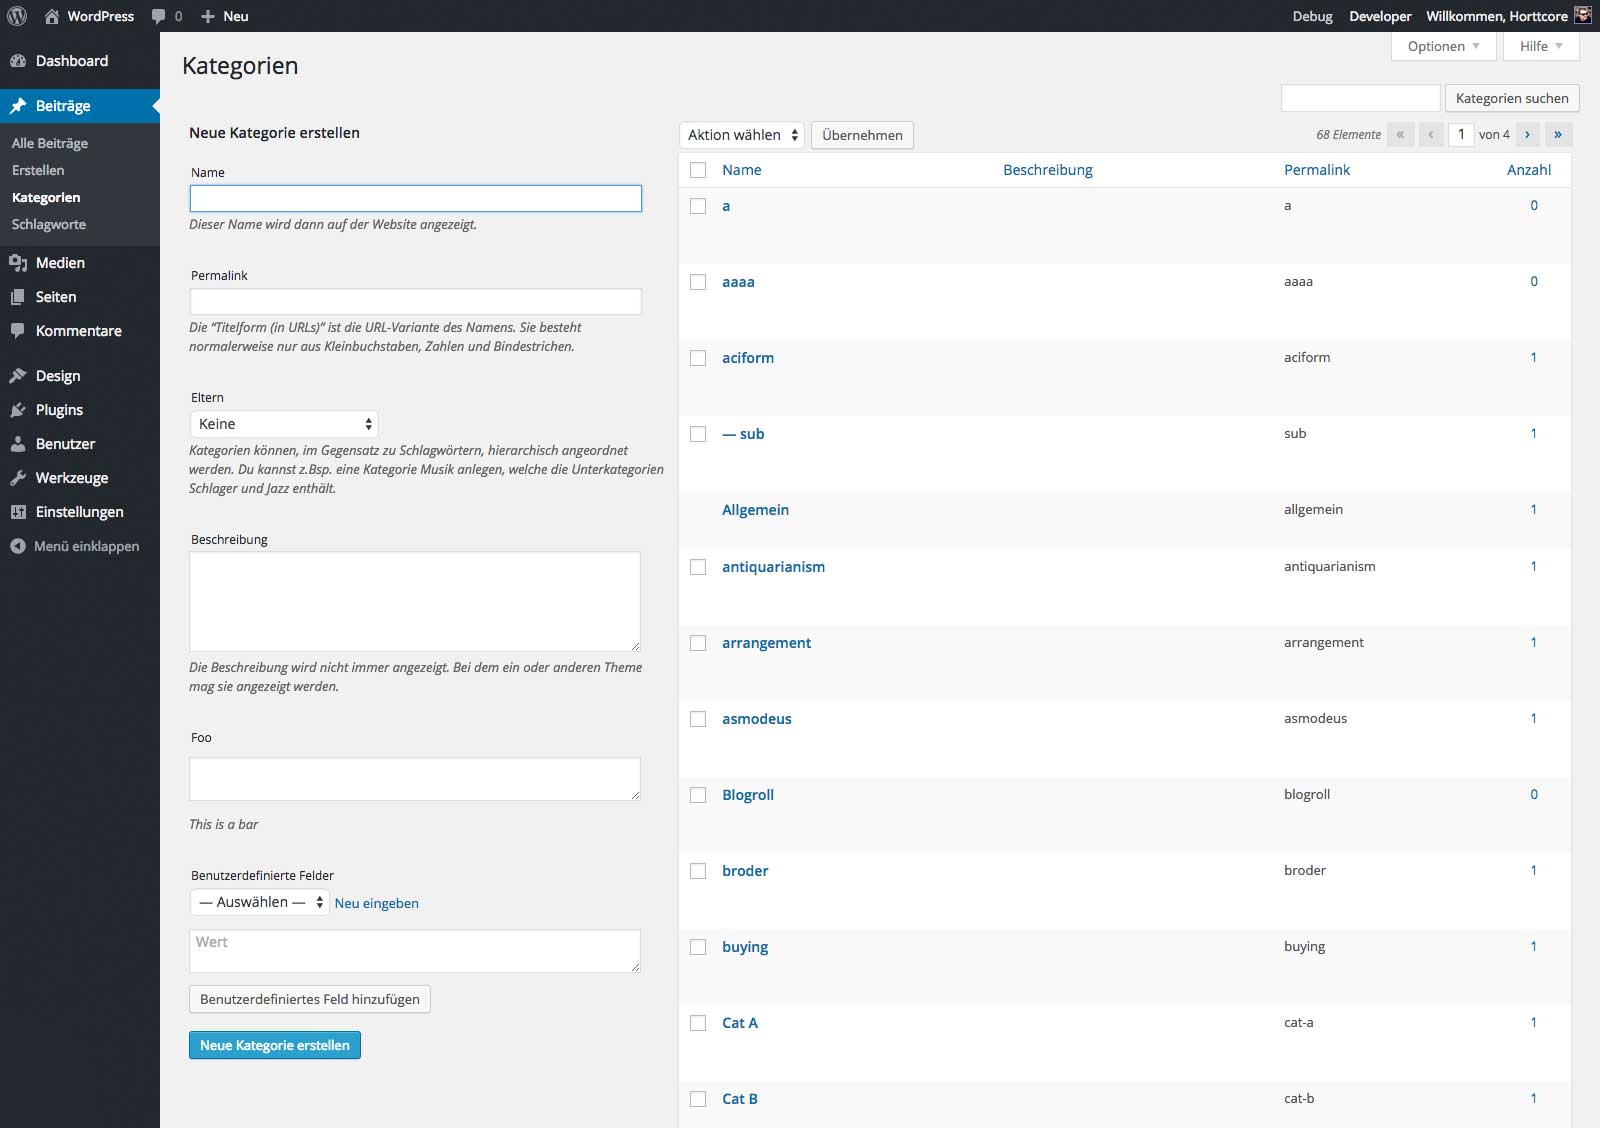 WordPress 0 Neu Debug Developer Willkommen, Horttcore
Dashboard
Beiträge
Alle Beiträge
Erstellen
Kategorien
Schlagworte
Medien
Seiten
Kommentare
Design
Plugins
Benutzer
Werkzeuge
Einstellungen
Menü einklappen
Optionen Hilfe
Kategorien
Kategorien suchen
Neue Kategorie erstellen
Name
Dieser Name wird dann auf der Website angezeigt.
Permalink
Die “Titelform (in URLs)” ist die URL-Variante des Namens. Sie besteht
normalerweise nur aus Kleinbuchstaben, Zahlen und Bindestrichen.
Eltern
Keine
Kategorien können, im Gegensatz zu Schlagwörtern, hierarchisch angeordnet
werden. Du kannst z.Bsp. eine Kategorie Musik anlegen, welche die Unterkategorien
Schlager und Jazz enthält.
Beschreibung
Die Beschreibung wird nicht immer angezeigt. Bei dem ein oder anderen Theme
mag sie angezeigt werden.
Foo
This is a bar
Benutzerdefinierte Felder
— Auswählen — Neu eingeben
Wert
Benutzerdefiniertes Feld hinzufügen
Neue Kategorie erstellen
Aktion wählen Übernehmen 68 Elemente « ‹ 1 von 4 › »
Name Beschreibung Permalink Anzahl
a a 0
aaaa aaaa 0
aciform aciform 1
— sub sub 1
Allgemein allgemein 1
antiquarianism antiquarianism 1
arrangement arrangement 1
asmodeus asmodeus 1
Blogroll blogroll 0
broder broder 1
buying buying 1
Cat A cat-a 1
Cat B cat-b 1